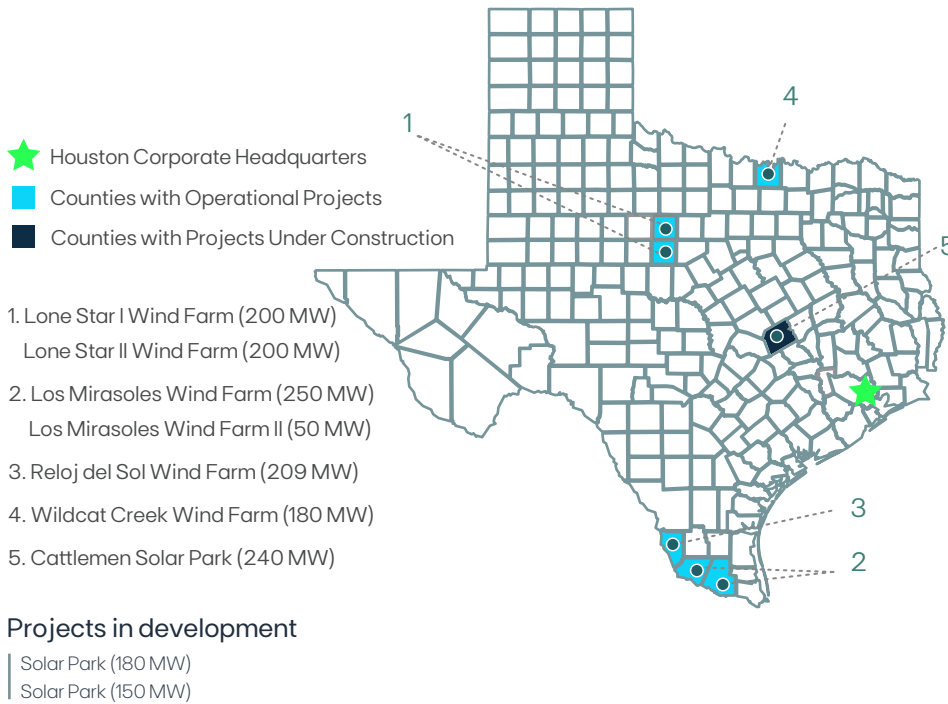 4
1
Houston Corporate Headquarters
Counties with Operational Projects
Counties with Projects Under Construction
5
1. Lone Star I Wind Farm (200 MW)
Lone Star II Wind Farm (200 MW)
2. Los Mirasoles Wind Farm (250 MW)
Los Mirasoles Wind Farm II (50 MW)
3. Reloj del Sol Wind Farm (209 MW)
4. Wildcat Creek Wind Farm (180 MW)
5. Cattlemen Solar Park (240 MW)
3
2
Projects in development
Solar Park (180 MW)
Solar Park (150 MW)